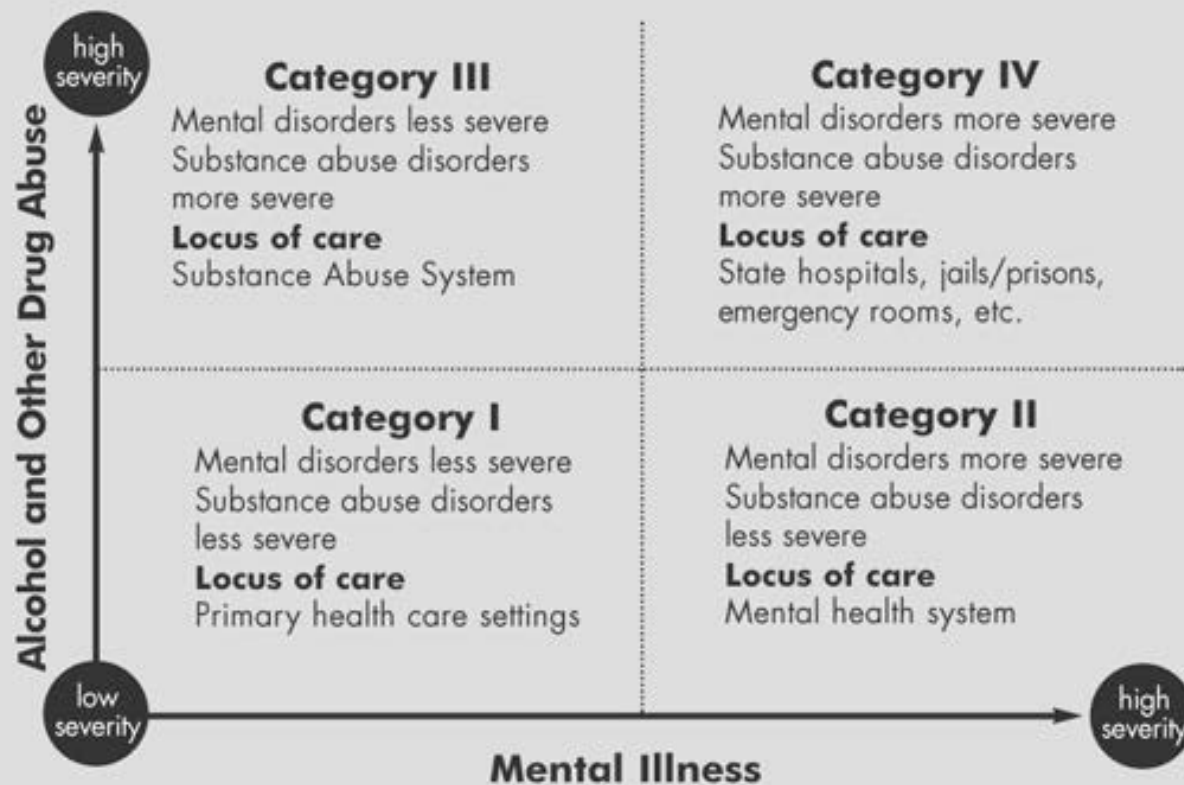 high
severity
Category III
Mental disorders less severe
Substance abuse disorders
more severe
Locus of care
Substance Abuse System
Category IV
Mental disorders more severe
Substance abuse disorders
more severe
Locus of care
State hospitals, jails/prisons,
emergency rooms, etc.
Alcohol and Other Drug Abuse
Category I
Mental disorders less severe
Substance abuse disorders
less severe
Locus of care
Primary health care settings
Category II
Mental disorders more severe
Substance abuse disorders
less severe
Locus of care
Mental health system
low
severity
high
severity
Mental Illness